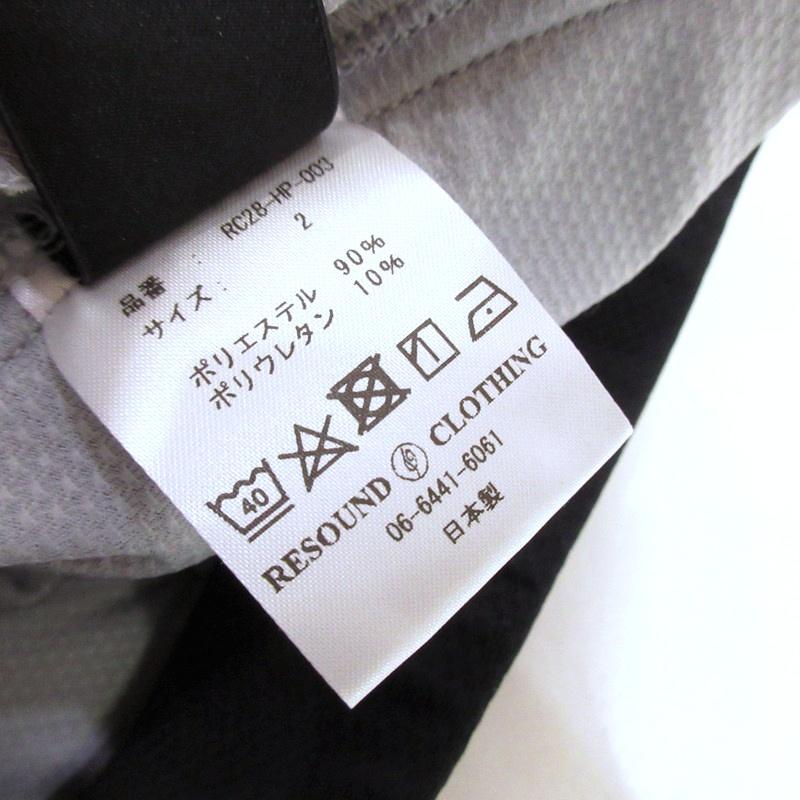 品番 : RC28-HP-003
サイズ : 2
ポリエステル 90%
ポリウレタン 10%
40
RESOUND CLOTHING
06-6441-6061
日本製